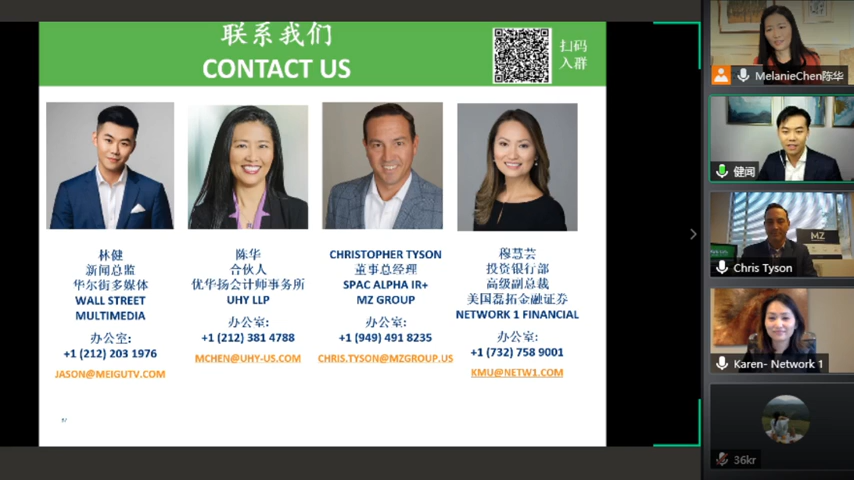 联系我们
CONTACT US
扫码
入群
林健
新闻总监
华尔街多媒体
WALL STREET
MULTIMEDIA
办公室:
+1 (212) 203 1976
JASON@MEIGUTV.COM
陈华
合伙人
优华扬会计师事务所
UHY LLP
办公室:
+1 (212) 381 4788
MCHEN@UHY-US.COM
CHRISTOPHER TYSON
董事总经理
SPAC ALPHA IR+
MZ GROUP
办公室:
+1 (949) 491 8235
CHRIS.TYSON@MZGROUP.US
穆慧芸
投资银行部
高级副总裁
美国磊拓金融证券
NETWORK 1 FINANCIAL
办公室:
+1 (732) 758 9001
KMU@NETW1.COM
MelanieChen陈华
健闻
MZ
Chris Tyson
Karen- Network 1
36kr